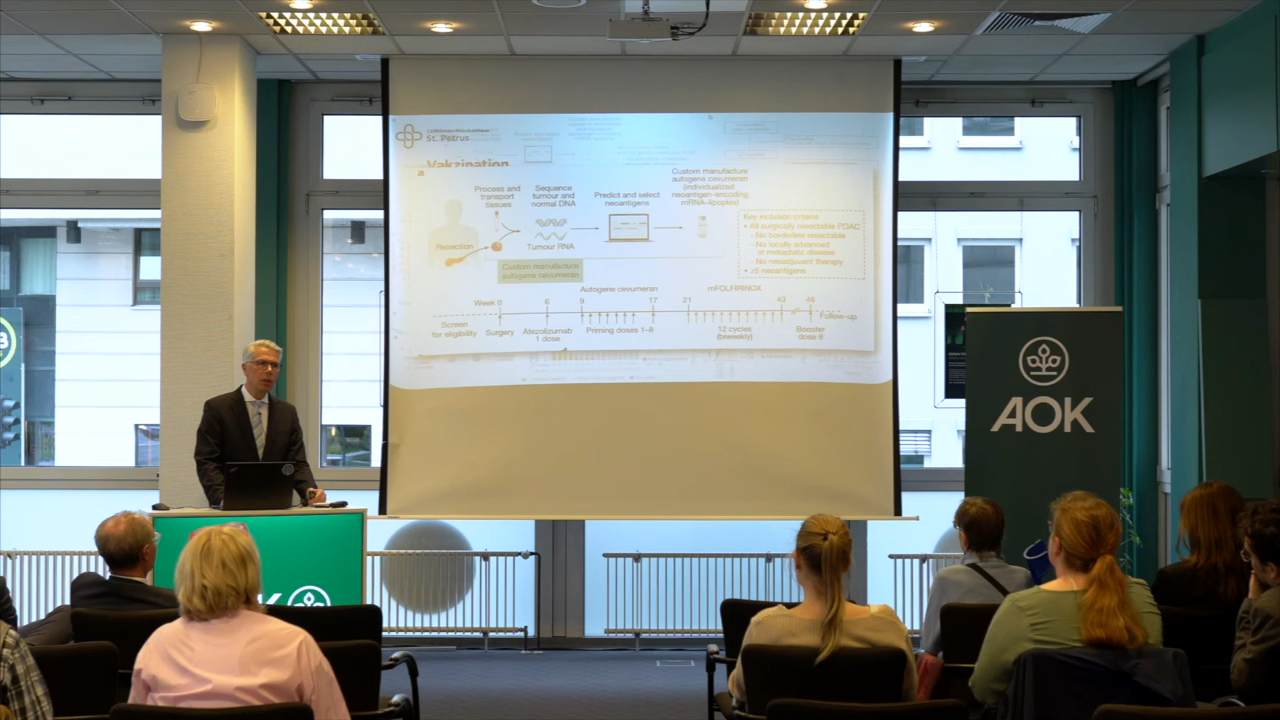 St. Petrus
Vakzination
a
Process and
transport
tissues
Sequence
tumour and
normal DNA
Predict and select
neoantigens
Custom manufacture
autogene cevumeran
(individualized
neoantigen-encoding
mRNA–lipoplex)
Resection
Tumour RNA
Custom manufacture
autogene cevumeran
Key inclusion criteria
• All surgically resectable PDAC
- No borderline resectable
- No locally advanced
or metastatic disease
- No neoadjuvant therapy
• ≥5 neoantigens
Autogene cevumeran
mFOLFIRINOX
Week 0
6
9
17
21
43
46
Screen
for eligibility
Surgery
Atezolizumab
1 dose
Priming doses 1–8
12 cycles
(biweekly)
Booster
dose 9
Follow-up
AOK
K
B